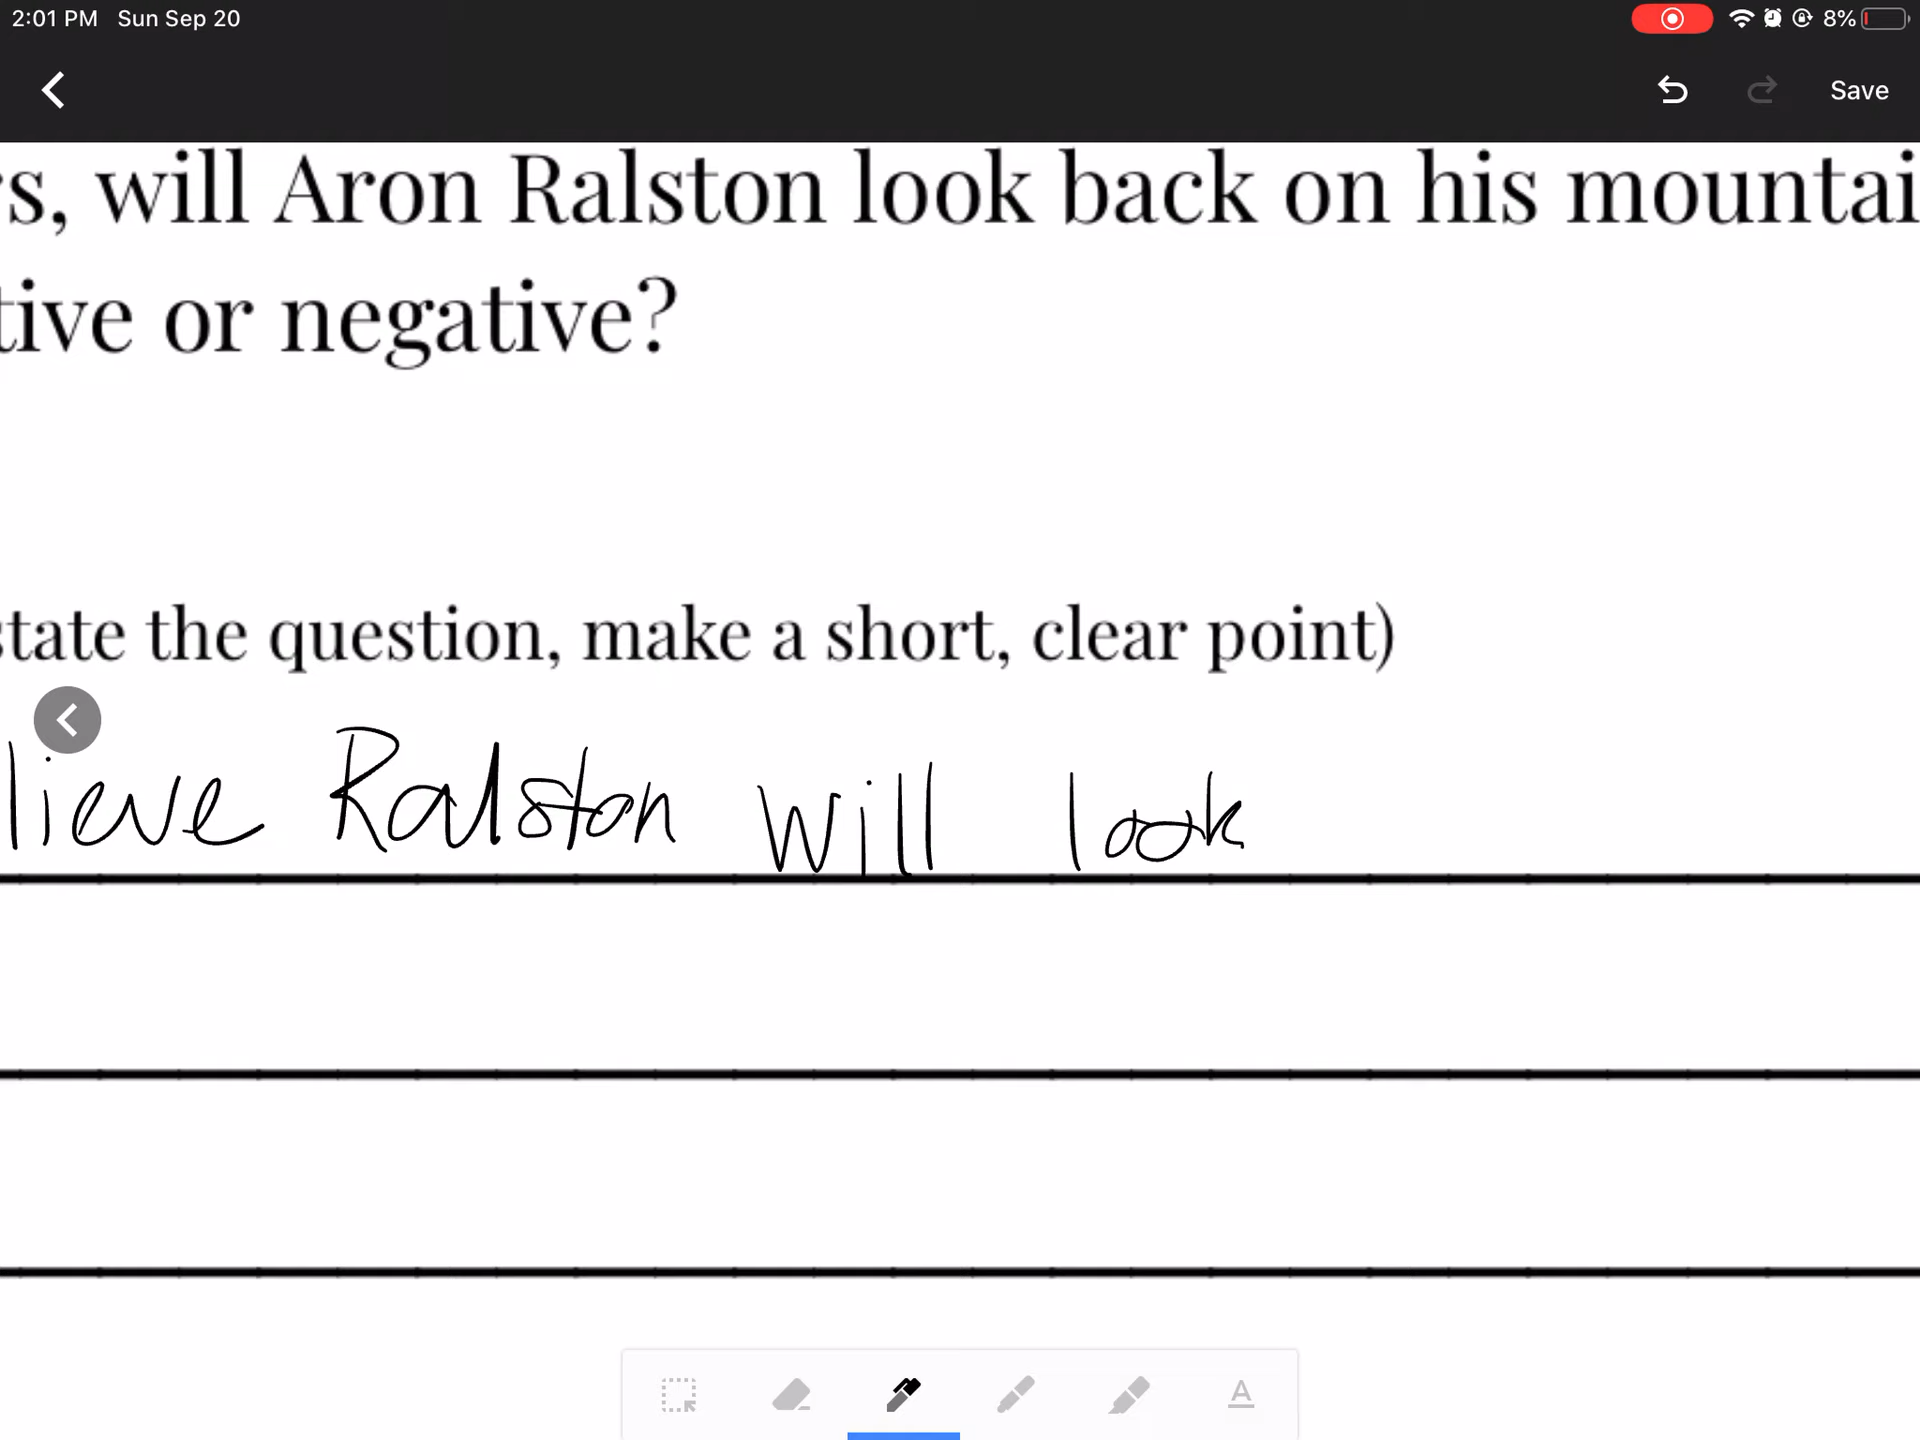 2:01 PM Sun Sep 20 8%
Save
s, will Aron Ralston look back on his mountai
tive or negative?
state the question, make a short, clear point)
lieve Ralston will look
A